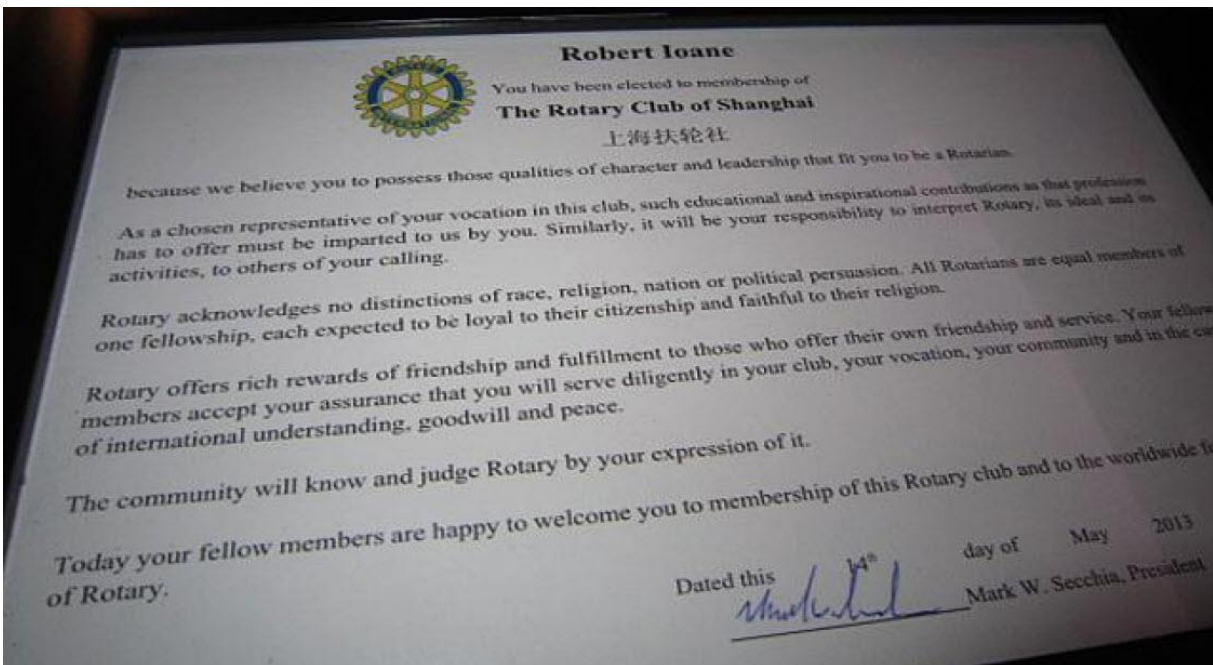 Robert Ioane
You have been elected to membership of
The Rotary Club of Shanghai
上海扶轮社
because we believe you to possess those qualities of character and leadership that fit you to be a Rotarian.
As a chosen representative of your vocation in this club, such educational and inspirational contributions as that profession
has to offer must be imparted to us by you. Similarly, it will be your responsibility to interpret Rotary, its ideal and its
activities, to others of your calling.
Rotary acknowledges no distinctions of race, religion, nation or political persuasion. All Rotarians are equal members of
one fellowship, each expected to be loyal to their citizenship and faithful to their religion.
Rotary offers rich rewards of friendship and fulfillment to those who offer their own friendship and service. Your fellow
members accept your assurance that you will serve diligently in your club, your vocation, your community and in the
of international understanding, goodwill and peace.
The community will know and judge Rotary by your expression of it.
Today your fellow members are happy to welcome you to membership of this Rotary club and to the worldwide
of Rotary.
Dated this 14th day of May 2013
Mark W. Secchia, President